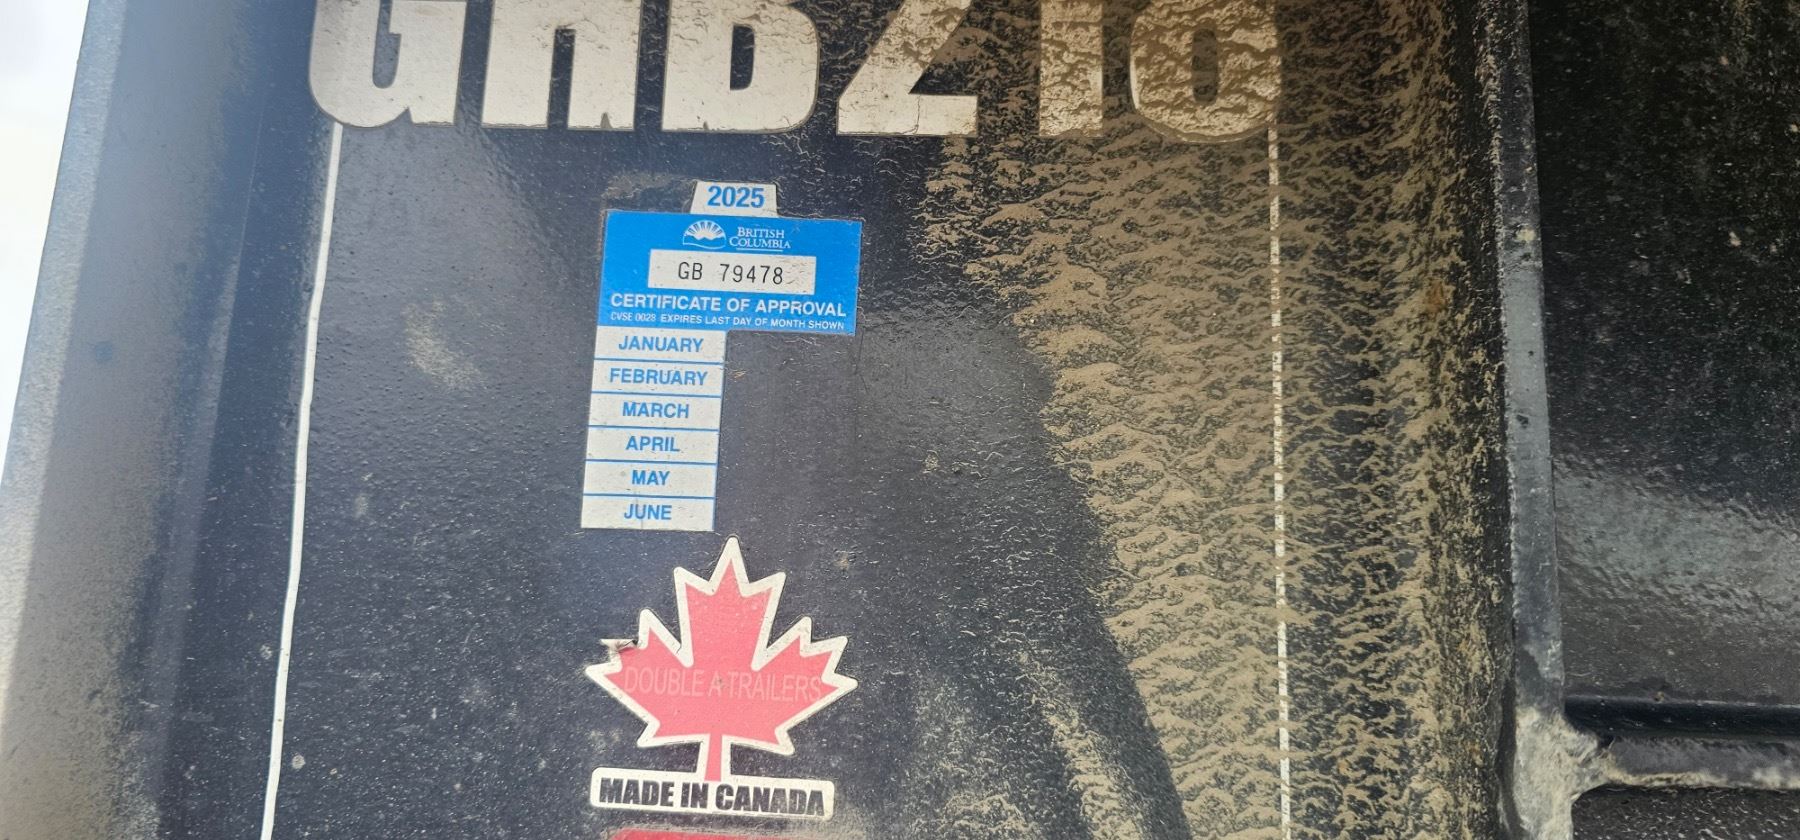 2025
BRITISH
COLUMBIA
GB 79478
CERTIFICATE OF APPROVAL
CVSE 0028 EXPIRES LAST DAY OF MONTH SHOWN
JANUARY
FEBRUARY
MARCH
APRIL
MAY
JUNE
DOUBLE A TRAILERS
MADE IN CANADA